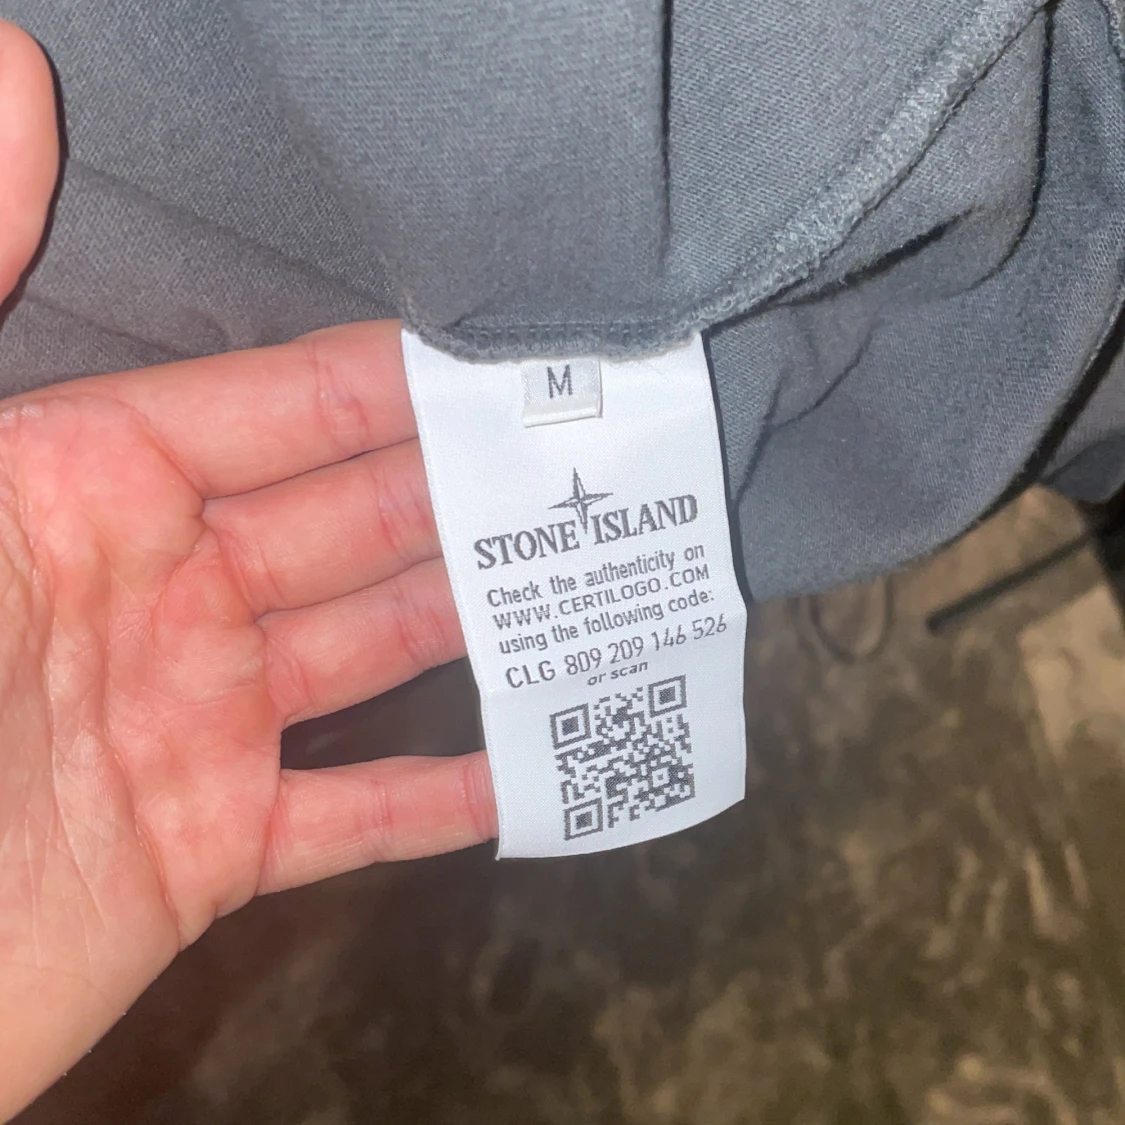 M
STONE ISLAND
Check the authenticity on
WWW.CERTILOGO.COM
using the following code:
CLG 809 209 146 526
or scan